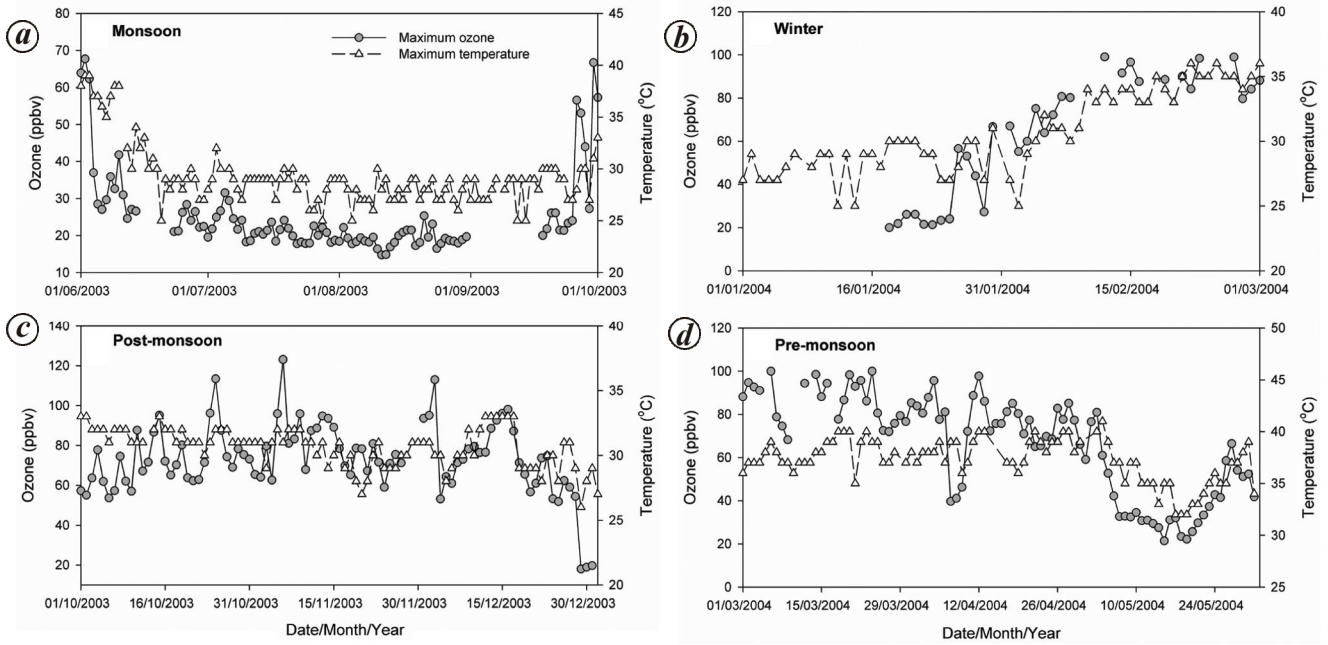 a
Monsoon
Maximum ozone
Maximum temperature
Ozone (ppbv)
80
70
60
50
40
30
20
10
Temperature (°C)
45
40
35
30
25
20
01/06/2003 01/07/2003 01/08/2003 01/09/2003 01/10/2003
b
Winter
Ozone (ppbv)
120
100
80
60
40
20
0
Temperature (°C)
40
35
30
25
20
01/01/2004 16/01/2004 31/01/2004 15/02/2004 01/03/2004
c
Post-monsoon
Ozone (ppbv)
140
120
100
80
60
40
20
Temperature (°C)
40
35
30
25
20
01/10/2003 16/10/2003 31/10/2003 15/11/2003 30/11/2003 15/12/2003 30/12/2003
Date/Month/Year
d
Pre-monsoon
Ozone (ppbv)
120
100
80
60
40
20
0
Temperature (°C)
50
45
40
35
30
25
01/03/2004 15/03/2004 29/03/2004 12/04/2004 26/04/2004 10/05/2004 24/05/2004
Date/Month/Year